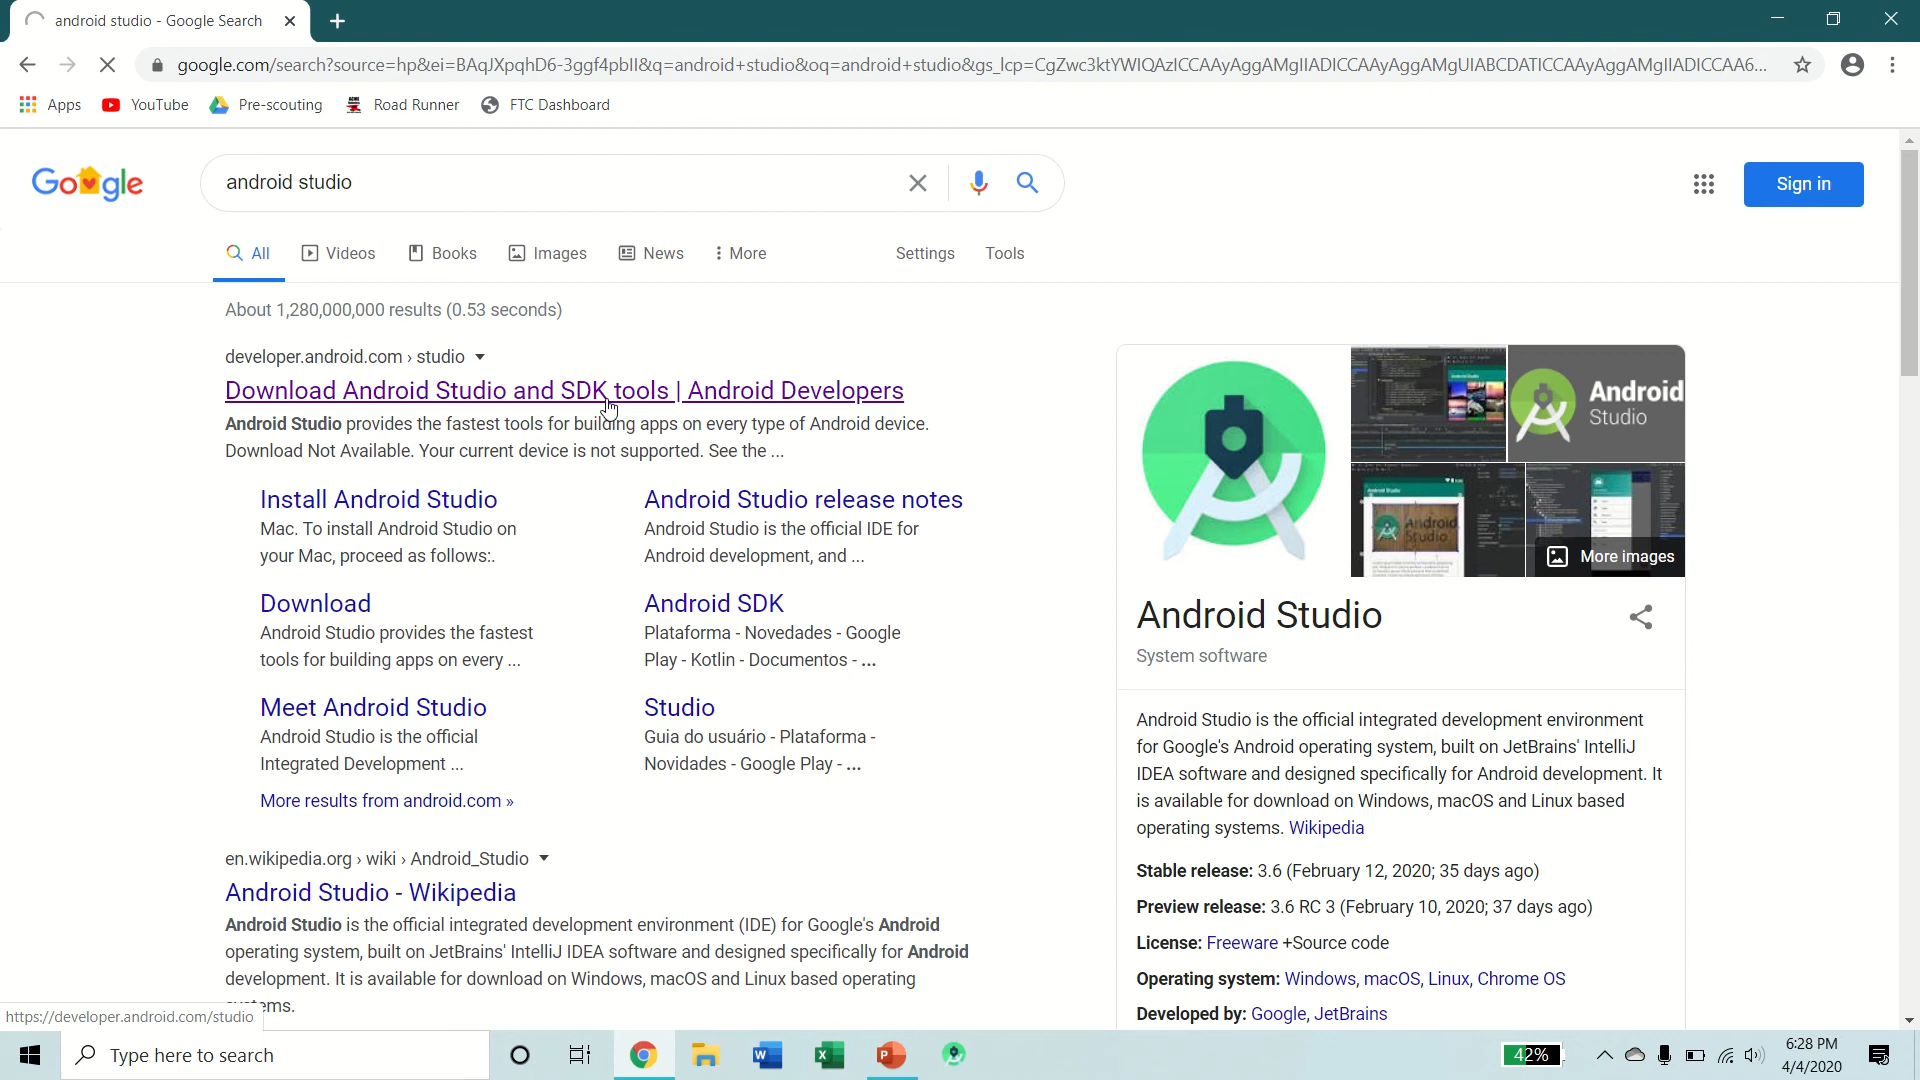 android studio - Google Search
google.com/search?source=hp&ei=BAqJXpqhD6-3ggf4pbII&q=android+studio&oq=android+studio&gs_lcp=CgZwc3ktYWIQAzICCAAyAggAMgIIADICCAAyAggAMgUIABCDATICCAAyAggAMgIIADICCAA6...
Apps YouTube Pre-scouting Road Runner FTC Dashboard
Google android studio Sign in
All Videos Books Images News More Settings Tools
About 1,280,000,000 results (0.53 seconds)
developer.android.com › studio
Download Android Studio and SDK tools | Android Developers
Android Studio provides the fastest tools for building apps on every type of Android device.
Download Not Available. Your current device is not supported. See the ...
Install Android Studio
Mac. To install Android Studio on
your Mac, proceed as follows:.
Android Studio release notes
Android Studio is the official IDE for
Android development, and ...
Download
Android Studio provides the fastest
tools for building apps on every ...
Android SDK
Plataforma - Novedades - Google
Play - Kotlin - Documentos - ...
Meet Android Studio
Android Studio is the official
Integrated Development ...
Studio
Guia do usuário - Plataforma -
Novidades - Google Play - ...
More results from android.com »
en.wikipedia.org › wiki › Android_Studio
Android Studio - Wikipedia
Android Studio is the official integrated development environment (IDE) for Google's Android
operating system, built on JetBrains' IntelliJ IDEA software and designed specifically for Android
development. It is available for download on Windows, macOS and Linux based operating
Android
Studio
Android Studio
More images
Android Studio
System software
Android Studio is the official integrated development environment
for Google's Android operating system, built on JetBrains' IntelliJ
IDEA software and designed specifically for Android development. It
is available for download on Windows, macOS and Linux based
operating systems. Wikipedia
Stable release: 3.6 (February 12, 2020; 35 days ago)
Preview release: 3.6 RC 3 (February 10, 2020; 37 days ago)
License: Freeware +Source code
Operating system: Windows, macOS, Linux, Chrome OS
Developed by: Google, JetBrains
https://developer.android.com/studio
Type here to search
42%
6:28 PM
4/4/2020